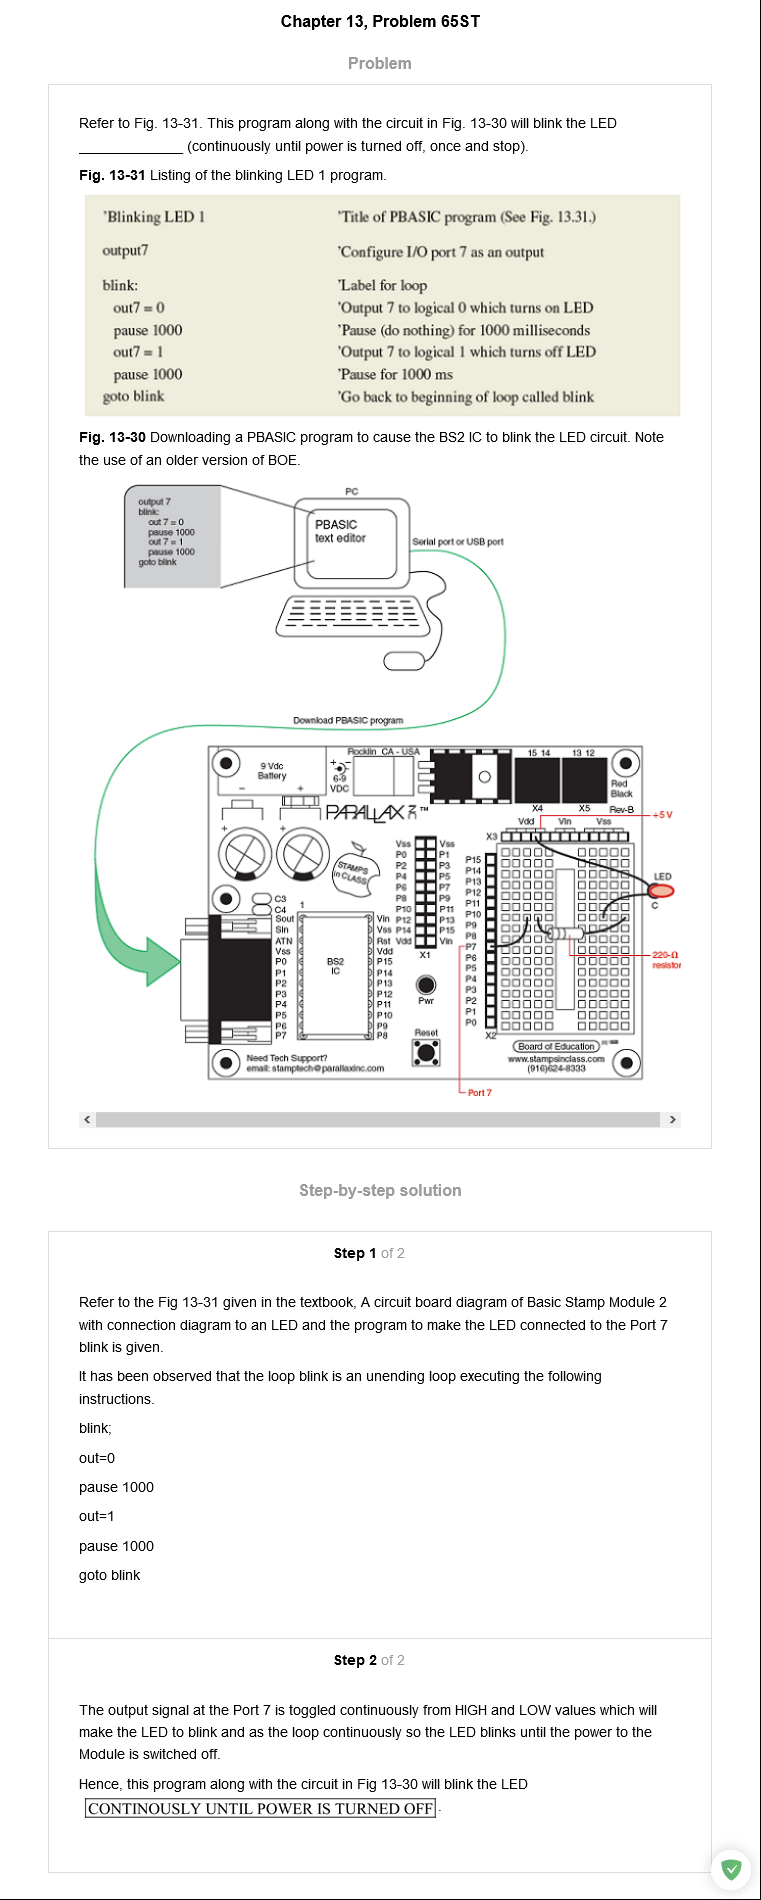 Chapter 13, Problem 65ST
Problem
Refer to Fig. 13-31. This program along with the circuit in Fig. 13-30 will blink the LED
_____________ (continuously until power is turned off, once and stop).
Fig. 13-31 Listing of the blinking LED 1 program.
'Blinking LED 1 'Title of PBASIC program (See Fig. 13.31.)
output7 'Configure I/O port 7 as an output
blink: 'Label for loop
out7 = 0 'Output 7 to logical 0 which turns on LED
pause 1000 'Pause (do nothing) for 1000 milliseconds
out7 = 1 'Output 7 to logical 1 which turns off LED
pause 1000 'Pause for 1000 ms
goto blink 'Go back to beginning of loop called blink
Fig. 13-30 Downloading a PBASIC program to cause the BS2 IC to blink the LED circuit. Note
the use of an older version of BOE.
output 7
blink:
out 7 = 0
pause 1000
out 7 = 1
pause 1000
goto blink
PC
PBASIC
text editor
Serial port or USB port
Download PBASIC program
9 Vdc
Battery
− +
Rocklin CA - USA
+ −
6-9
VDC
15 14 13 12
Red
Black
X4 X5 Rev-B
PARALLAX INC ™
+ +
STAMPS
in CLASS
Vdd Vin Vss
X3
+5 V
LED
C
220-Ω
resistor
Vss Vss
P0 P1
P2 P3
P4 P5
P6 P7
P8 P9
P10 P11
P12 P13
P14 P15
Vdd Vin
X1
P15
P14
P13
P12
P11
P10
P9
P8
P7
P6
P5
P4
P3
P2
P1
P0
X2
C3
C4
1
Sout
Sin
ATN
Vss
P0
P1
P2
P3
P4
P5
P6
P7
BS2
IC
Vin
Vss
Rst
Vdd
P15
P14
P13
P12
P11
P10
P9
P8
Pwr
Reset
Board of Education
www.stampsinclass.com
(916)624-8333
Need Tech Support?
email: stamptech@parallaxinc.com
Port 7
Step-by-step solution
Step 1 of 2
Refer to the Fig 13-31 given in the textbook, A circuit board diagram of Basic Stamp Module 2
with connection diagram to an LED and the program to make the LED connected to the Port 7
blink is given.
It has been observed that the loop blink is an unending loop executing the following
instructions.
blink;
out=0
pause 1000
out=1
pause 1000
goto blink
Step 2 of 2
The output signal at the Port 7 is toggled continuously from HIGH and LOW values which will
make the LED to blink and as the loop continuously so the LED blinks until the power to the
Module is switched off.
Hence, this program along with the circuit in Fig 13-30 will blink the LED
CONTINOUSLY UNTIL POWER IS TURNED OFF.